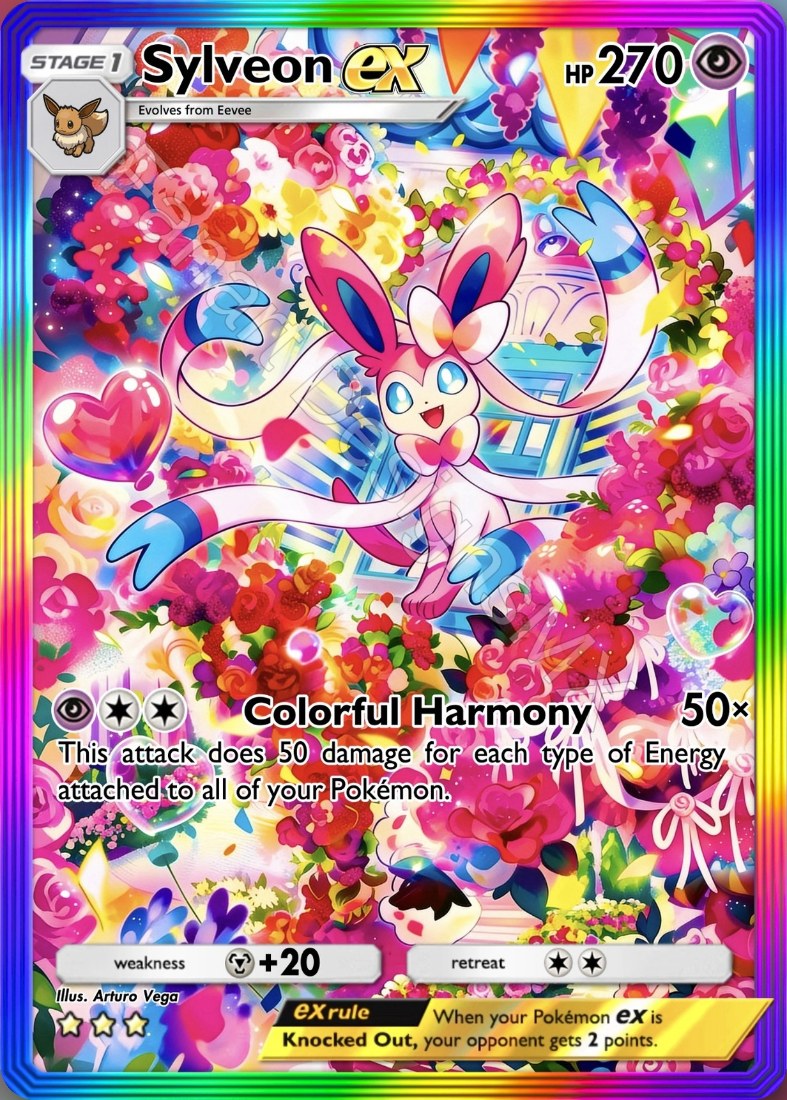 STAGE 1
Sylveon ex
HP 270
Evolves from Eevee
50×
Colorful Harmony
This attack does 50 damage for each type of Energy
attached to all of your Pokémon.
weakness +20
retreat
Illus. Arturo Vega
ex rule
When your Pokémon ex is
Knocked Out, your opponent gets 2 points.